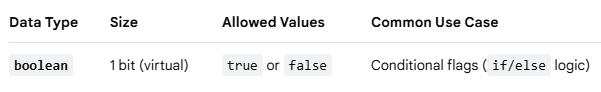 Data Type Size Allowed Values Common Use Case
boolean 1 bit (virtual) true or false Conditional flags ( if/else logic)